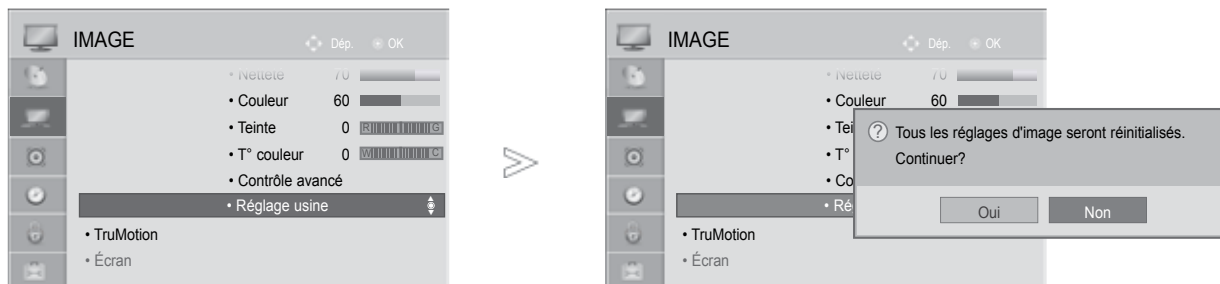 IMAGE
Dép. OK
• Netteté 70
• Couleur 60
• Teinte 0 R G
• T° couleur 0 W C
• Contrôle avancé
• Réglage usine
• TruMotion
• Écran
IMAGE
Dép. OK
• Netteté 70
• Couleur 60
• Tei
• T°
• Co
• Ré
? Tous les réglages d'image seront réinitialisés.
Continuer?
Oui Non
• TruMotion
• Écran